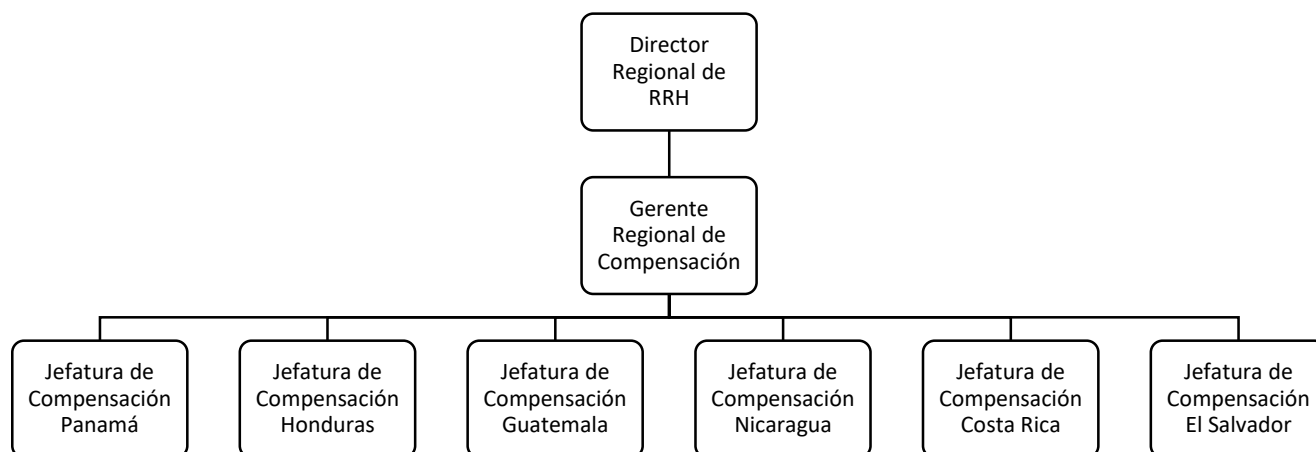 Director
Regional de
RRH
Gerente
Regional de
Compensación
Jefatura de
Compensación
Panamá
Jefatura de
Compensación
Honduras
Jefatura de
Compensación
Guatemala
Jefatura de
Compensación
Nicaragua
Jefatura de
Compensación
Costa Rica
Jefatura de
Compensación
El Salvador